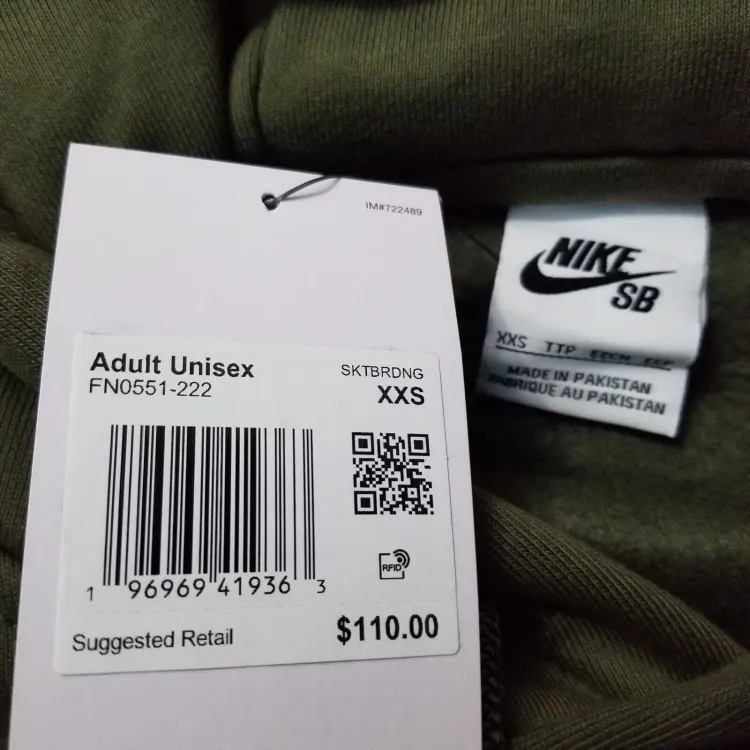 IM#722489
Adult Unisex
FN0551-222
SKTBRDNG
XXS
1 96969 41936 3
RFID
Suggested Retail
$110.00
NIKE
SB
XXS TTP
MADE IN PAKISTAN
FABRIQUE AU PAKISTAN